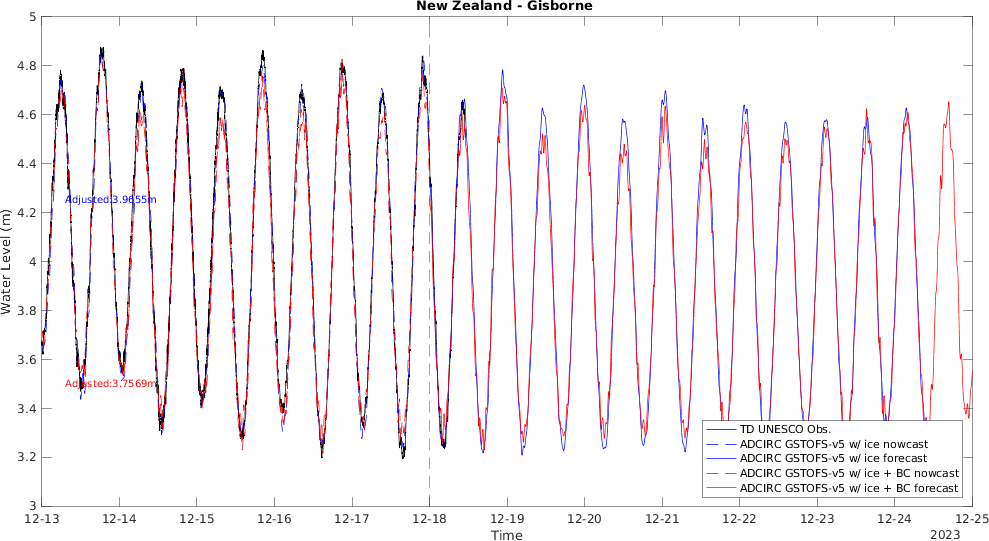 New Zealand - Gisborne
5
4.8
4.6
4.4
4.2
4
3.8
3.6
3.4
3.2
3
Water Level (m)
Adjusted:3.9655m
Adjusted:3.7569m
TD UNESCO Obs.
ADCIRC GSTOFS-v5 w/ ice nowcast
ADCIRC GSTOFS-v5 w/ ice forecast
ADCIRC GSTOFS-v5 w/ ice + BC nowcast
ADCIRC GSTOFS-v5 w/ ice + BC forecast
12-13 12-14 12-15 12-16 12-17 12-18 12-19 12-20 12-21 12-22 12-23 12-24 12-25
Time
2023